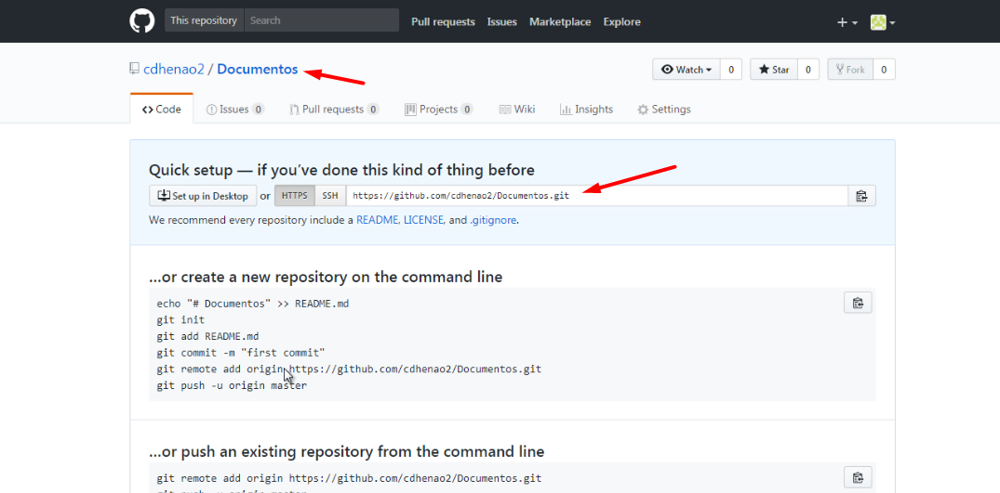 This repository Search Pull requests Issues Marketplace Explore
cdhenao2 / Documentos Watch 0 Star 0 Fork 0
Code Issues 0 Pull requests 0 Projects 0 Wiki Insights Settings
Quick setup — if you’ve done this kind of thing before
Set up in Desktop or HTTPS SSH https://github.com/cdhenao2/Documentos.git
We recommend every repository include a README, LICENSE, and .gitignore.
…or create a new repository on the command line
echo "# Documentos" >> README.md
git init
git add README.md
git commit -m "first commit"
git remote add origin https://github.com/cdhenao2/Documentos.git
git push -u origin master
…or push an existing repository from the command line
git remote add origin https://github.com/cdhenao2/Documentos.git